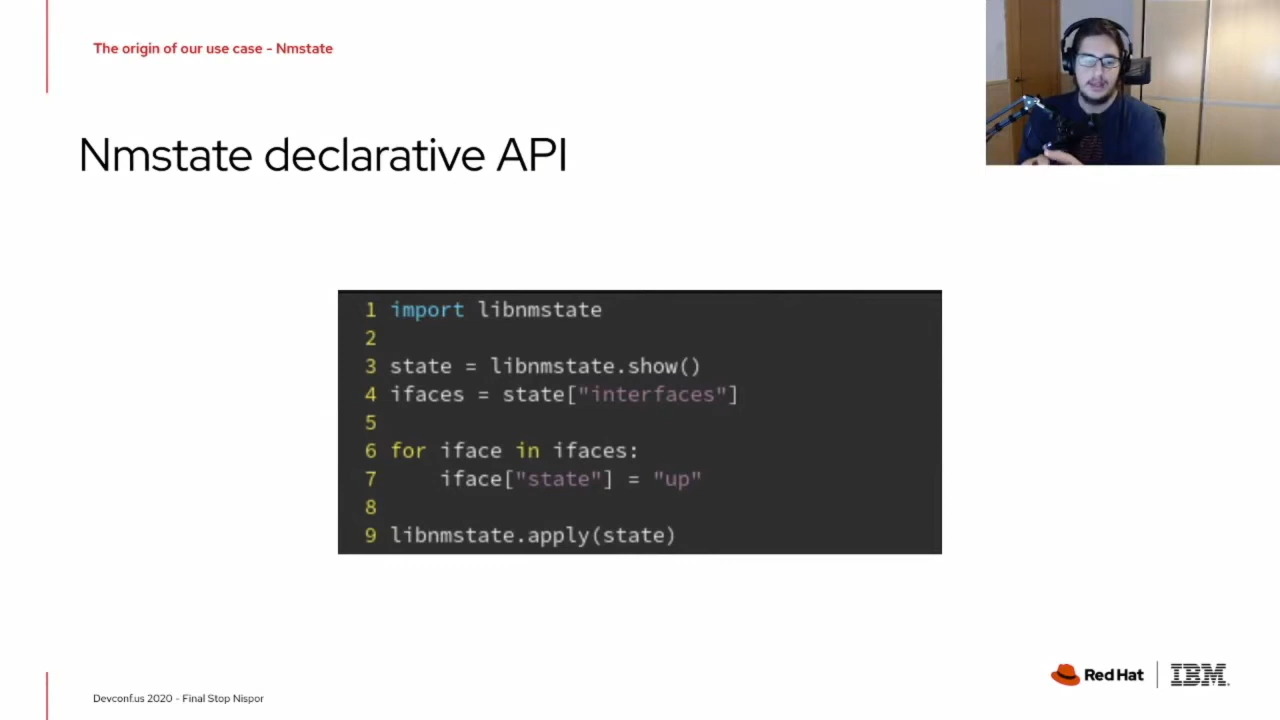 The origin of our use case - Nmstate
Nmstate declarative API
1 import libnmstate
2
3 state = libnmstate.show()
4 ifaces = state["interfaces"]
5
6 for iface in ifaces:
7     iface["state"] = "up"
8
9 libnmstate.apply(state)
Devconf.us 2020 - Final Stop Nispor
Red Hat
IBM